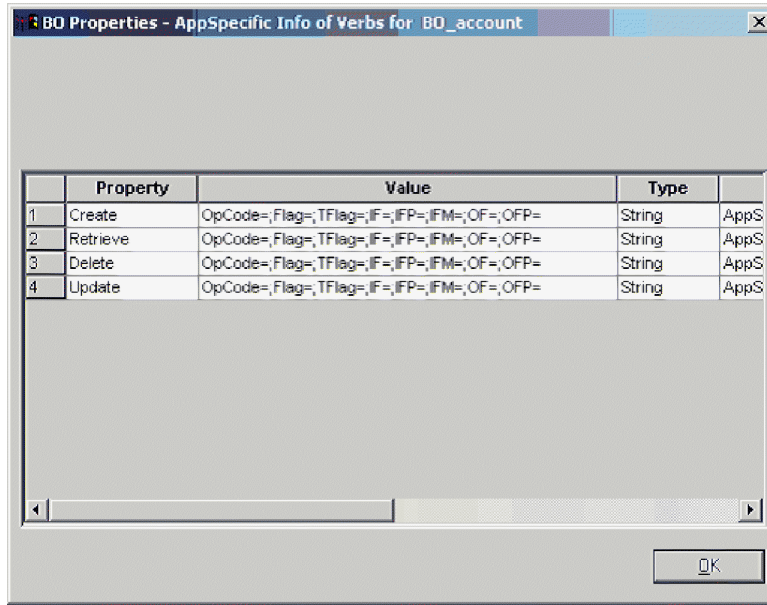 BO Properties - AppSpecific Info of Verbs for BO_account
Property Value Type
1 Create OpCode=;Flag=;TFlag=;IF=;IFP=;IFM=;OF=;OFP= String AppS
2 Retrieve OpCode=;Flag=;TFlag=;IF=;IFP=;IFM=;OF=;OFP= String AppS
3 Delete OpCode=;Flag=;TFlag=;IF=;IFP=;IFM=;OF=;OFP= String AppS
4 Update OpCode=;Flag=;TFlag=;IF=;IFP=;IFM=;OF=;OFP= String AppS
OK